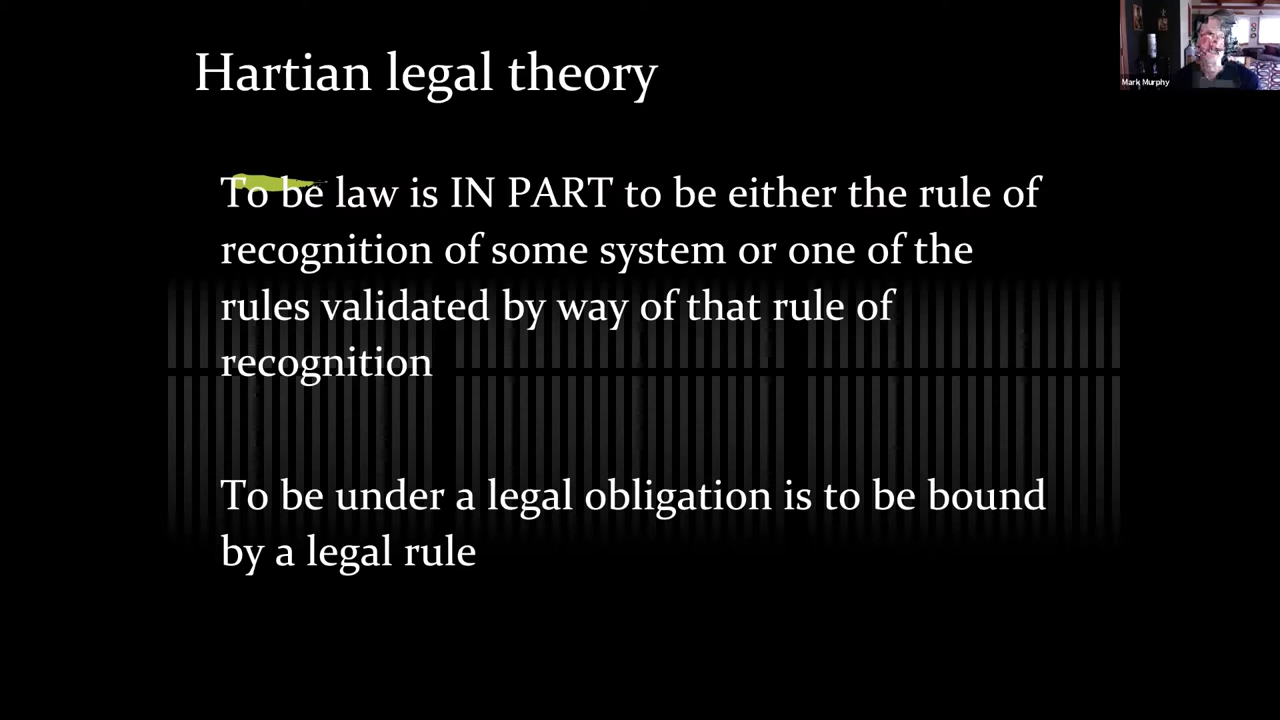 Hartian legal theory
Mark Murphy
To be law is IN PART to be either the rule of
recognition of some system or one of the
rules validated by way of that rule of
recognition
To be under a legal obligation is to be bound
by a legal rule